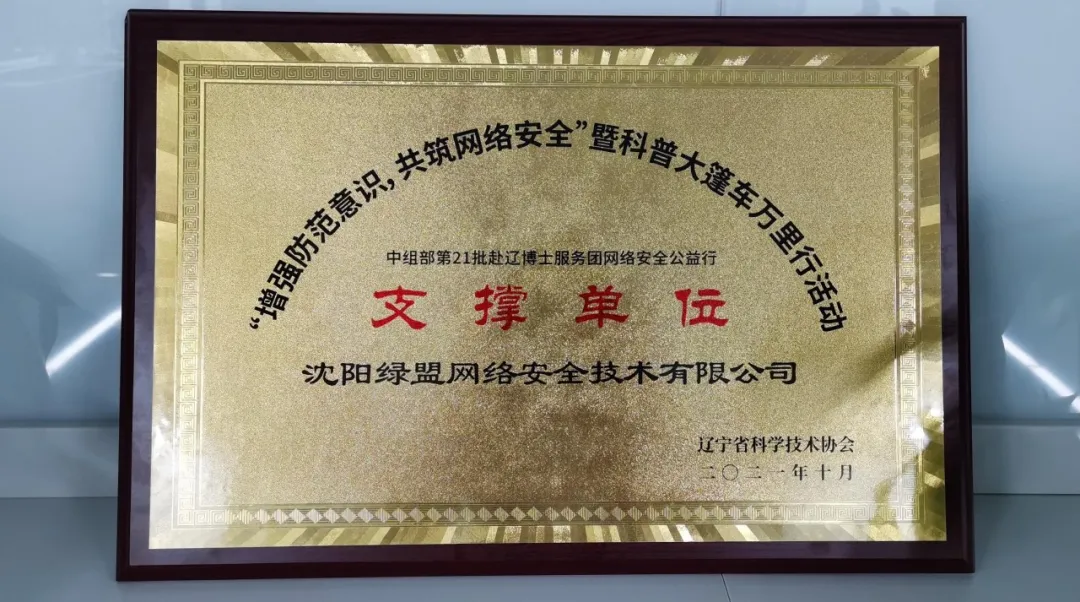 “增强防范意识,共筑网络安全”暨科普大篷车万里行活动
中组部第21批赴辽博士服务团网络安全公益行
支撑单位
沈阳绿盟网络安全技术有限公司
辽宁省科学技术协会
二〇二一年十月